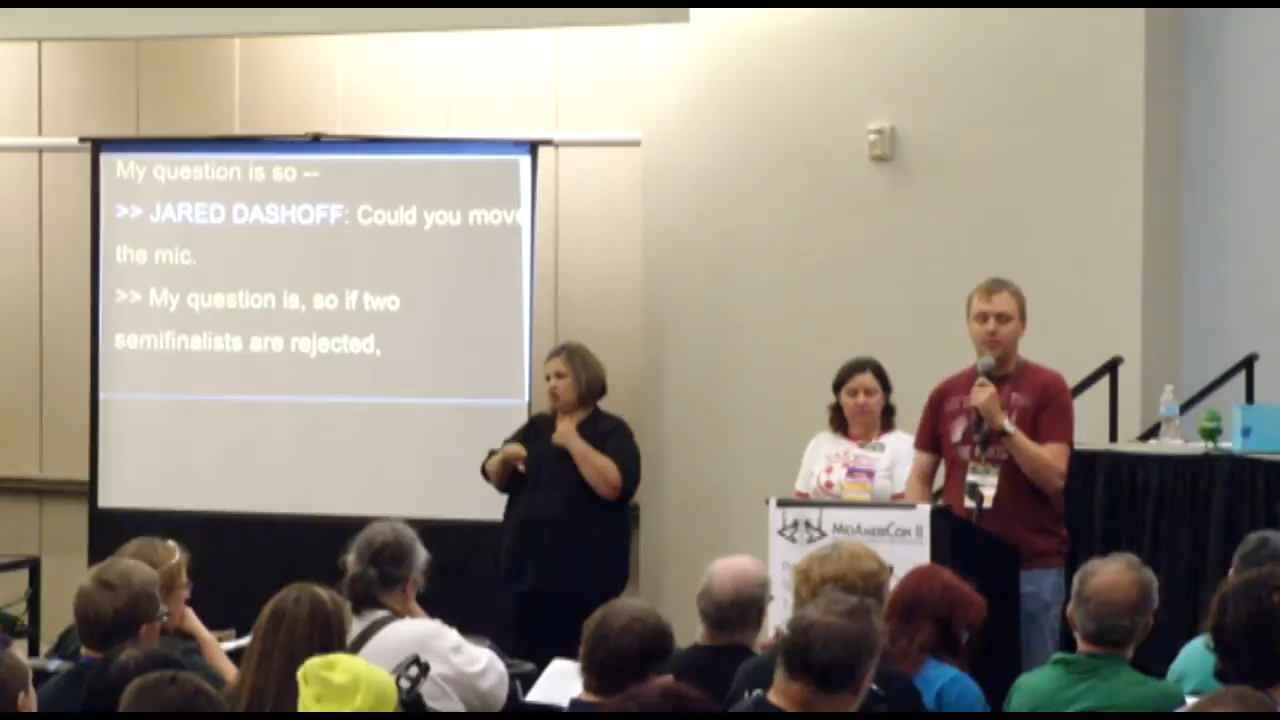 My question is so --
>> JARED DASHOFF: Could you move
the mic.
>> My question is, so if two
semifinalists are rejected,
MIDAMERICON II